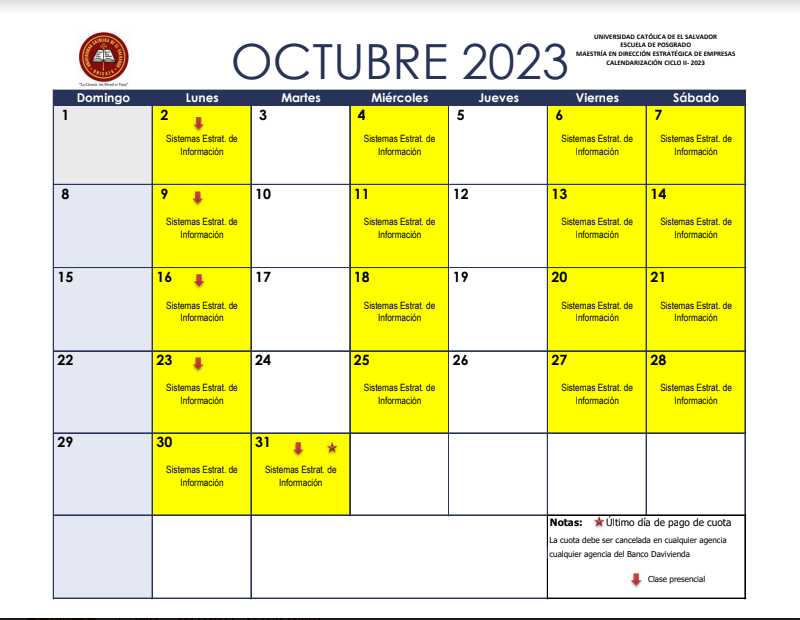 UNIVERSIDAD CATÓLICA DE EL SALVADOR
ESCUELA DE POSGRADO
MAESTRÍA EN DIRECCIÓN ESTRATÉGICA DE EMPRESAS
CALENDARIZACIÓN CICLO II- 2023
OCTUBRE 2023
Domingo Lunes Martes Miércoles Jueves Viernes Sábado
1 2 3 4 5 6 7
Sistemas Estrat. de Sistemas Estrat. de Sistemas Estrat. de Sistemas Estrat. de
Información Información Información Información
8 9 10 11 12 13 14
Sistemas Estrat. de Sistemas Estrat. de Sistemas Estrat. de Sistemas Estrat. de
Información Información Información Información
15 16 17 18 19 20 21
Sistemas Estrat. de Sistemas Estrat. de Sistemas Estrat. de Sistemas Estrat. de
Información Información Información Información
22 23 24 25 26 27 28
Sistemas Estrat. de Sistemas Estrat. de Sistemas Estrat. de Sistemas Estrat. de
Información Información Información Información
29 30 31
Sistemas Estrat. de Sistemas Estrat. de
Información Información
Notas: Último día de pago de cuota
La cuota debe ser cancelada en cualquier agencia
cualquier agencia del Banco Davivienda
Clase presencial